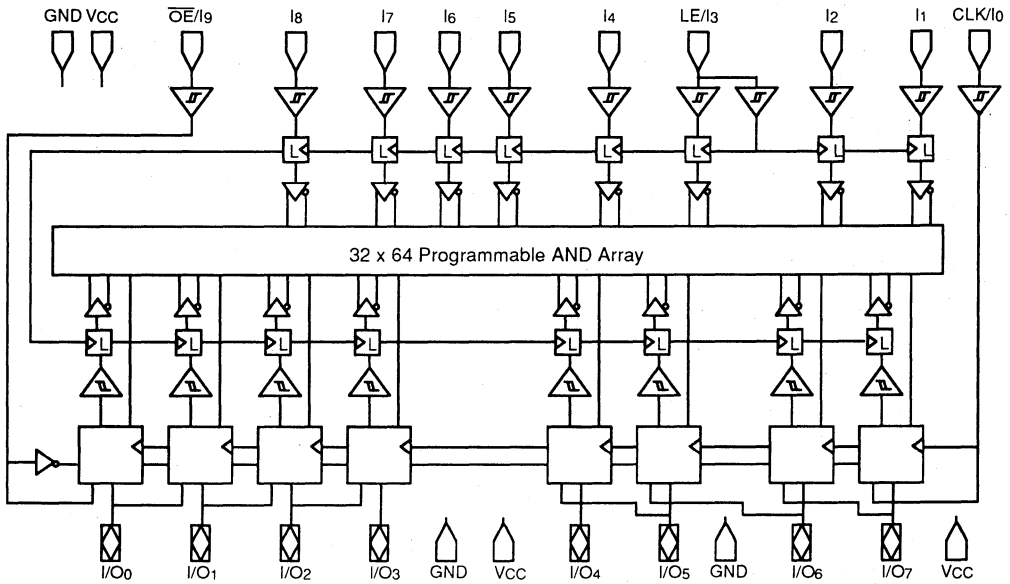 GND VCC OE/I9 I8 I7 I6 I5 I4 LE/I3 I2 I1 CLK/I0
L L L L L L L L
32 x 64 Programmable AND Array
L L L L L L L L
I/O0 I/O1 I/O2 I/O3 GND VCC I/O4 I/O5 GND I/O6 I/O7 VCC